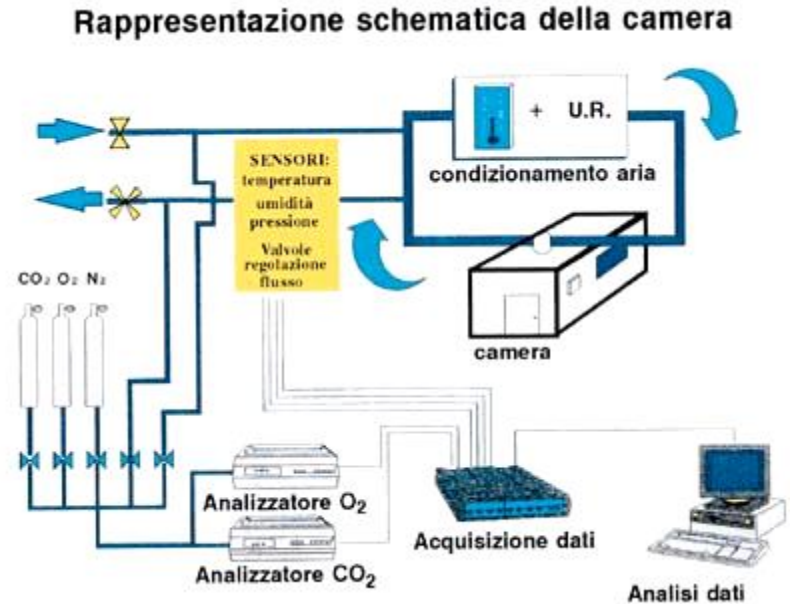 Rappresentazione schematica della camera
+ U.R.
condizionamento aria
SENSORI:
temperatura
umidità
pressione
Valvole
regolazione
flusso
CO₂ O₂ N₂
camera
Analizzatore O₂
Acquisizione dati
Analizzatore CO₂
Analisi dati